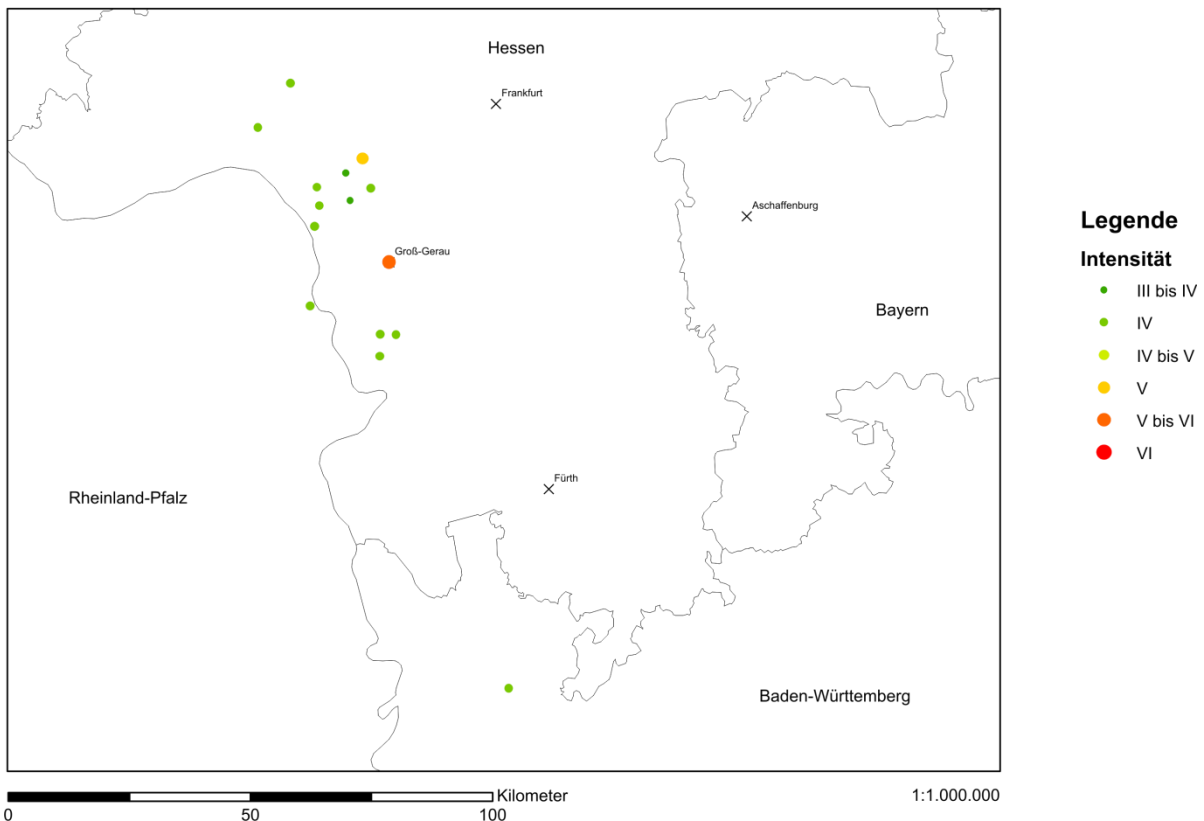 Hessen
Frankfurt
Aschaffenburg
Groß-Gerau
Bayern
Fürth
Rheinland-Pfalz
Baden-Württemberg
Legende
Intensität
III bis IV
IV
IV bis V
V
V bis VI
VI
Kilometer
0 50 100
1:1.000.000